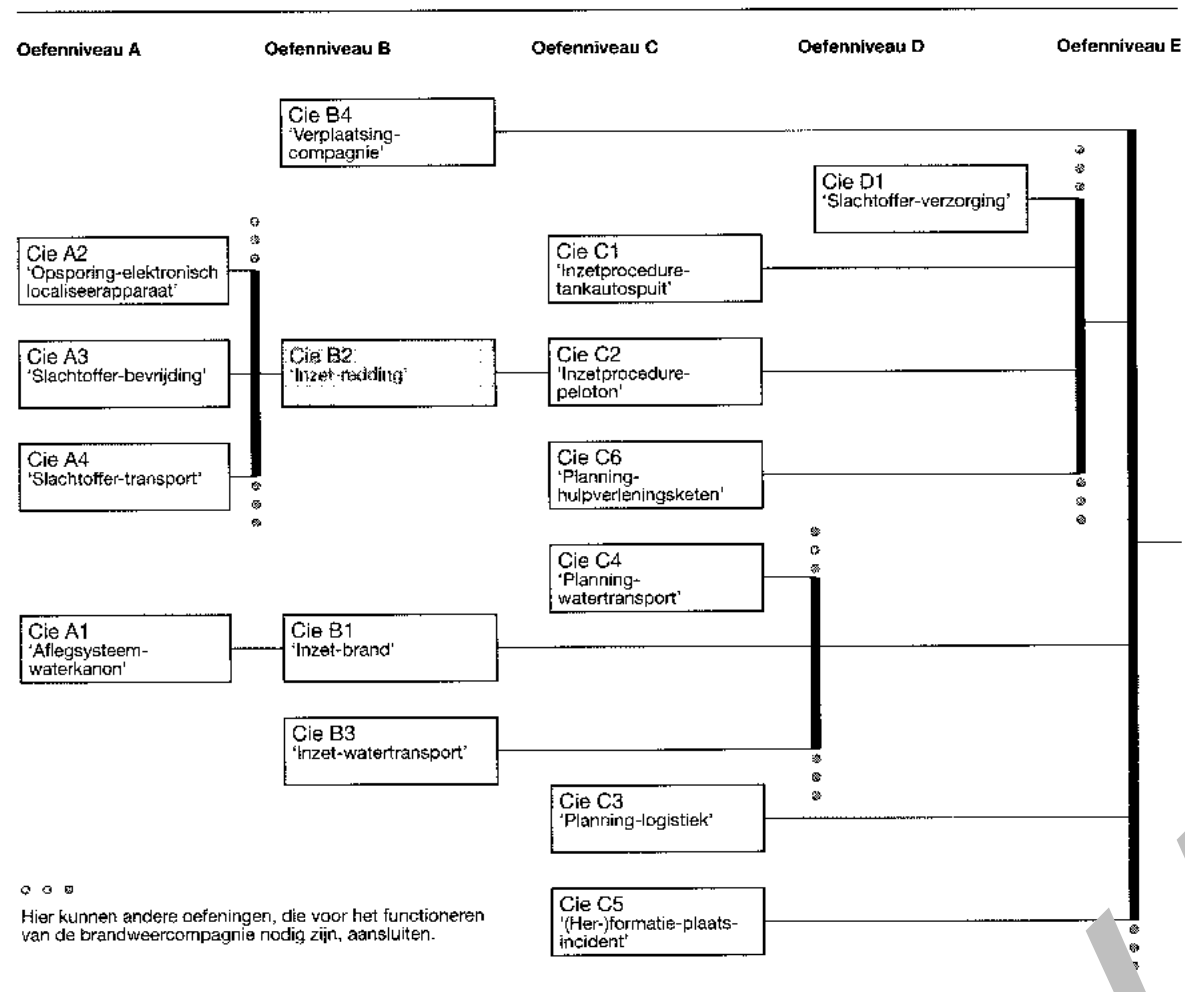 Oefenniveau A
Oefenniveau B
Oefenniveau C
Oefenniveau D
Oefenniveau E
Cie B4
'Verplaatsing-
compagnie'
Cie D1
'Slachtoffer-verzorging'
Cie A2
'Opsporing-elektronisch
localiseerapparaat'
Cie C1
'Inzetprocedure-
tankautospuit'
Cie A3
'Slachtoffer-bevrijding'
Cie B2
'Inzet-redding'
Cie C2
'Inzetprocedure-
peloton'
Cie A4
'Slachtoffer-transport'
Cie C6
'Planning-
hulpverleningsketen'
Cie C4
'Planning-
watertransport'
Cie A1
'Aflegsysteem-
waterkanon'
Cie B1
'Inzet-brand'
Cie B3
'Inzet-watertransport'
Cie C3
'Planning-logistiek'
Cie C5
'(Her-)formatie-plaats-
incident'
Hier kunnen andere oefeningen, die voor het functioneren
van de brandweercompagnie nodig zijn, aansluiten.